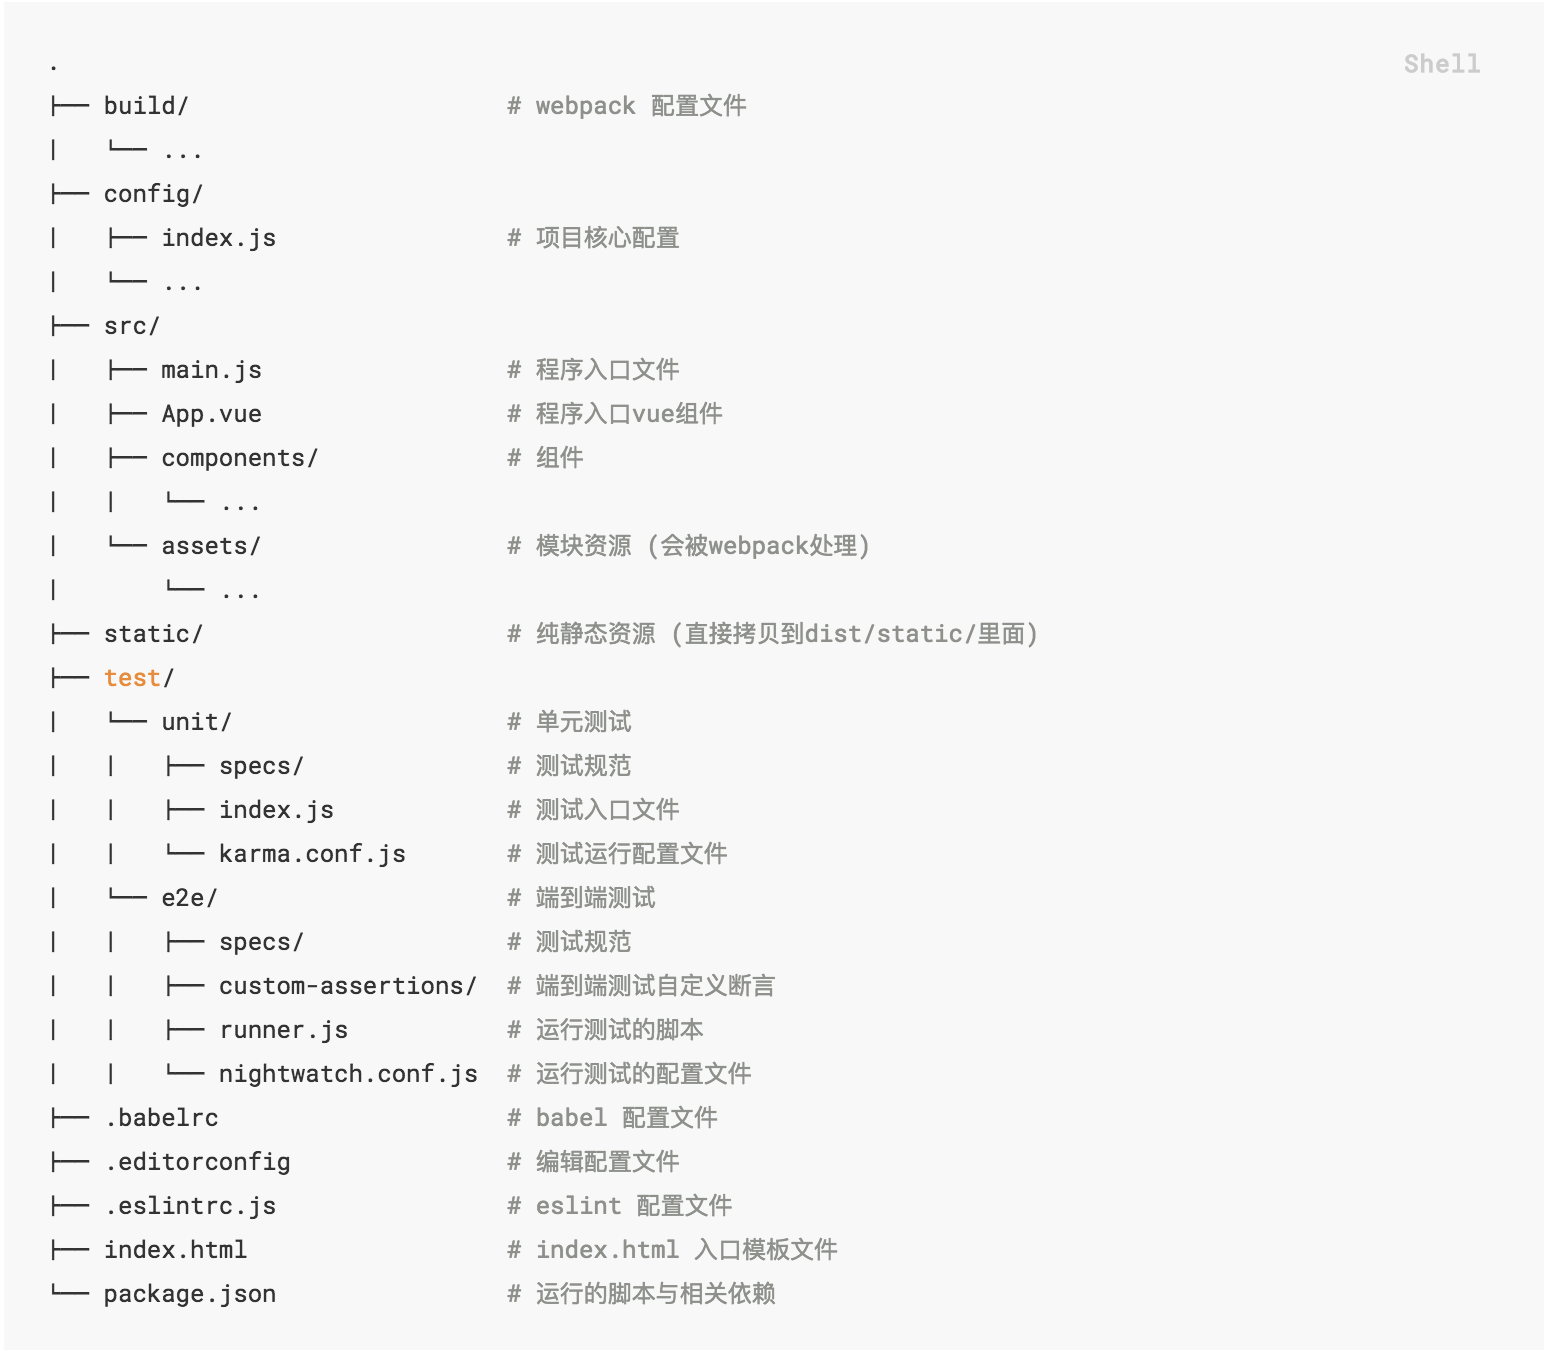 Shell
.
├── build/                       # webpack 配置文件
│   └── ...
├── config/
│   ├── index.js                # 项目核心配置
│   └── ...
├── src/
│   ├── main.js                 # 程序入口文件
│   ├── App.vue                 # 程序入口vue组件
│   ├── components/             # 组件
│   │   └── ...
│   └── assets/                 # 模块资源 (会被webpack处理)
│       └── ...
├── static/                     # 纯静态资源 (直接拷贝到dist/static/里面)
├── test/
│   └── unit/                   # 单元测试
│   │   ├── specs/              # 测试规范
│   │   ├── index.js            # 测试入口文件
│   │   └── karma.conf.js       # 测试运行配置文件
│   └── e2e/                    # 端到端测试
│   │   ├── specs/              # 测试规范
│   │   ├── custom-assertions/  # 端到端测试自定义断言
│   │   ├── runner.js           # 运行测试的脚本
│   │   └── nightwatch.conf.js  # 运行测试的配置文件
├── .babelrc                    # babel 配置文件
├── .editorconfig               # 编辑配置文件
├── .eslintrc.js                # eslint 配置文件
├── index.html                  # index.html 入口模板文件
└── package.json                # 运行的脚本与相关依赖